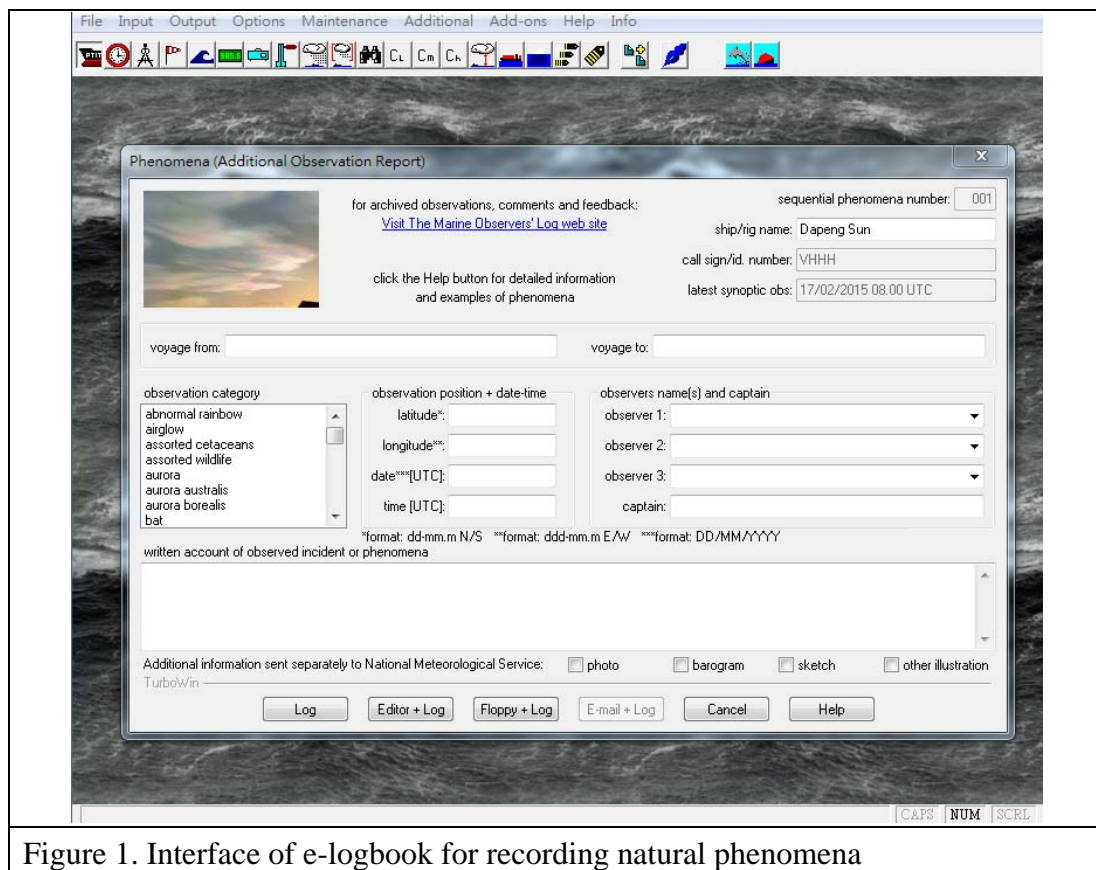 File Input Output Options Maintenance Additional Add-ons Help Info
CL Cm Ch
Phenomena (Additional Observation Report)
for archived observations, comments and feedback:
Visit The Marine Observers' Log web site
click the Help button for detailed information
and examples of phenomena
sequential phenomena number: 001
ship/rig name: Dapeng Sun
call sign/id. number: VHHH
latest synoptic obs: 17/02/2015 08.00 UTC
voyage from: voyage to:
observation category
abnormal rainbow
airglow
assorted cetaceans
assorted wildlife
aurora
aurora australis
aurora borealis
bat
observation position + date-time
latitude*:
longitude**:
date***[UTC]:
time [UTC]:
observers name(s) and captain
observer 1:
observer 2:
observer 3:
captain:
*format: dd-mm.m N/S **format: ddd-mm.m E/W ***format: DD/MM/YYYY
written account of observed incident or phenomena
Additional information sent separately to National Meteorological Service: photo barogram sketch other illustration
TurboWin
Log Editor + Log Floppy + Log E-mail + Log Cancel Help
CAPS NUM SCRL
Figure 1. Interface of e-logbook for recording natural phenomena